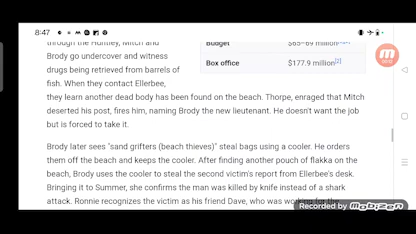 8:47
through the Huntley, Mitch and
Brody go undercover and witness
drugs being retrieved from barrels of
fish. When they contact Ellerbee,
Budget $65–69 million
Box office $177.9 million[2]
they learn another dead body has been found on the beach. Thorpe, enraged that Mitch
deserted his post, fires him, naming Brody the new lieutenant. He doesn't want the job
but is forced to take it.
Brody later sees "sand grifters (beach thieves)" steal bags using a cooler. He orders
them off the beach and keeps the cooler. After finding another pouch of flakka on the
beach, Brody uses the cooler to steal the second victim's report from Ellerbee's desk.
Bringing it to Summer, she confirms the man was killed by knife instead of a shark
attack. Ronnie recognizes the victim as his friend Dave, who was working for the
Recorded by Mobizen